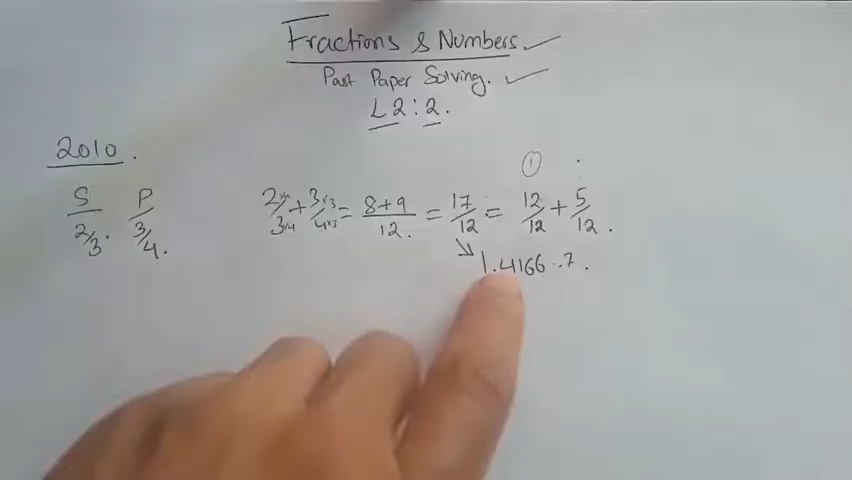 Fractions & Numbers
Past Paper Solving.
L2:2.
2010.
S P
2/3. 3/4.
2×4/3×4 + 3×3/4×3 = 8+9/12. = 17/12 = 12/12 + 5/12.
1
1.4166..7.